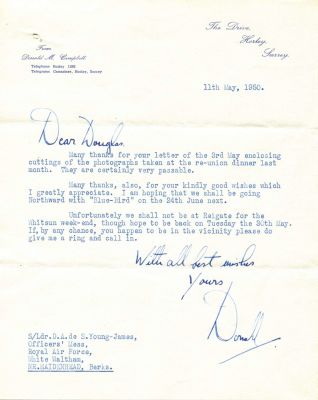 From
Donald M. Campbell
Telephone Horley 1282
Telegrams Canaotane, Horley, Surrey
The Drive,
Horley,
Surrey.
11th May, 1950.
Dear Douglas
Many thanks for your letter of the 3rd May enclosing
cuttings of the photographs taken at the re-union dinner last
month. They are certainly very passable.
Many thanks, also, for your kindly good wishes which
I greatly appreciate. I am hoping that we shall be going
Northward with "Blue-Bird" on the 24th June next.
Unfortunately we shall not be at Reigate for the
Whitsun week-end, though hope to be back on Tuesday the 30th May.
If, by any chance, you happen to be in the vicinity please do
give me a ring and call in.
With all best wishes
Yours
Donald.
S/Ldr.D.A.de S.Young-James,
Officers' Mess,
Royal Air Force,
White Waltham,
NR.MAIDENHEAD, Berks.